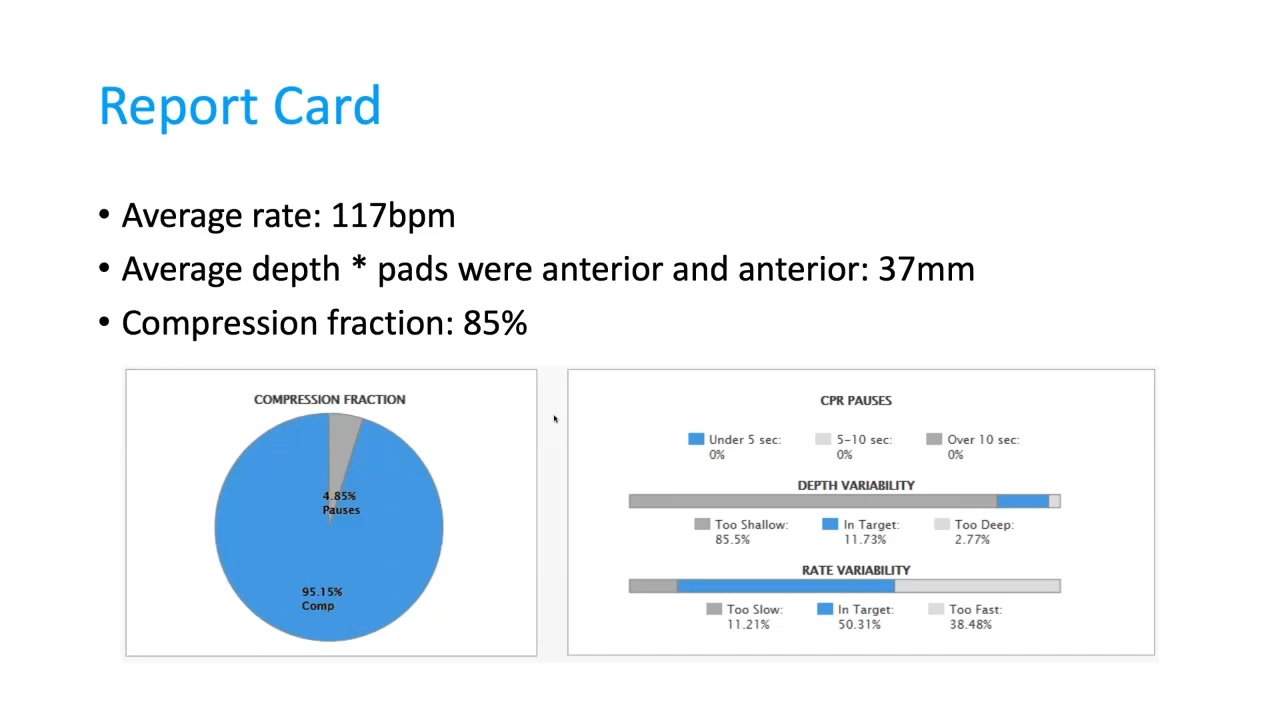 Report Card
• Average rate: 117bpm
• Average depth * pads were anterior and anterior: 37mm
• Compression fraction: 85%
COMPRESSION FRACTION
4.85%
Pauses
95.15%
Comp
CPR PAUSES
Under 5 sec: 5-10 sec: Over 10 sec:
0% 0% 0%
DEPTH VARIABILITY
Too Shallow: In Target: Too Deep:
85.5% 11.73% 2.77%
RATE VARIABILITY
Too Slow: In Target: Too Fast:
11.21% 50.31% 38.48%